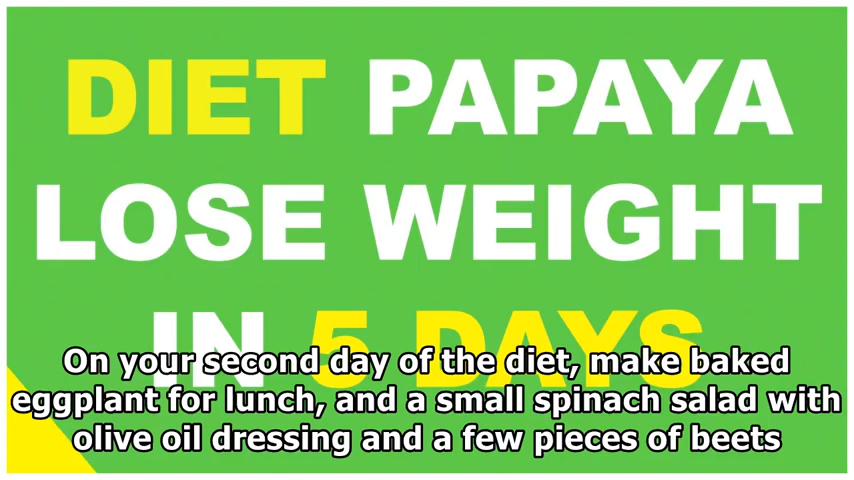 DIET PAPAYA
LOSE WEIGHT
IN 5 DAYS
On your second day of the diet, make baked
eggplant for lunch, and a small spinach salad with
olive oil dressing and a few pieces of beets